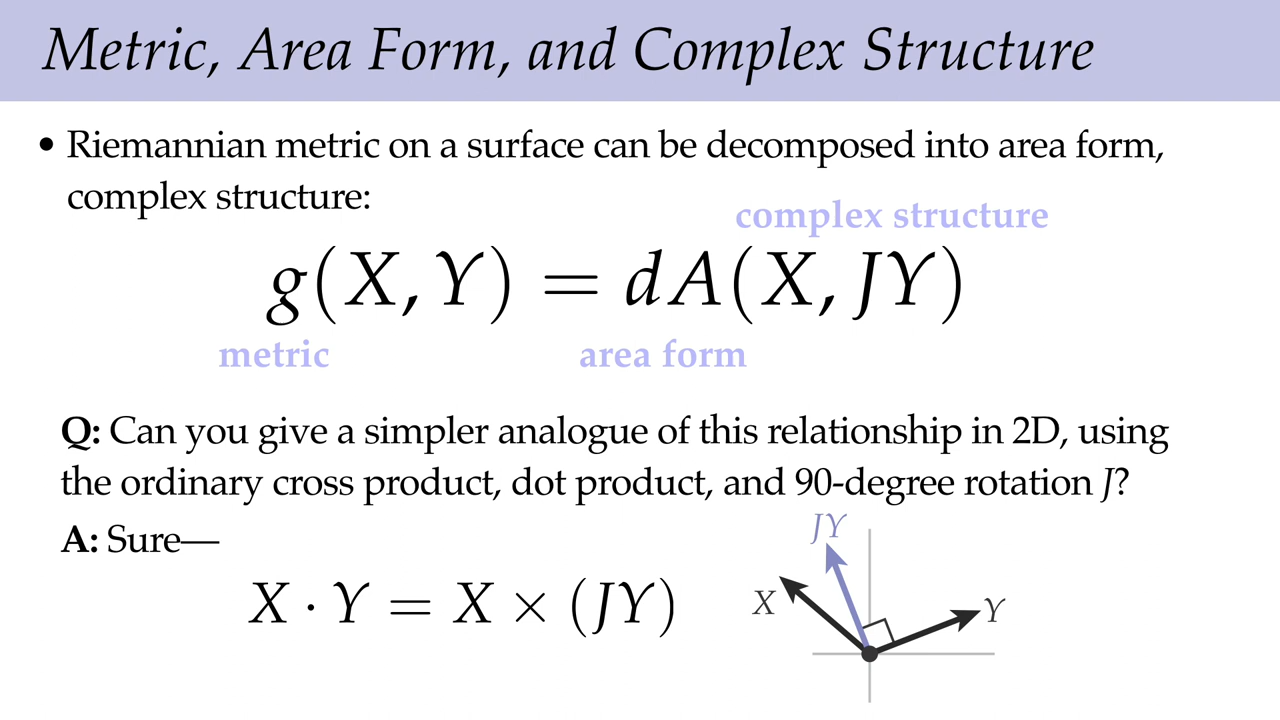 Metric, Area Form, and Complex Structure
• Riemannian metric on a surface can be decomposed into area form,
complex structure:
complex structure
g(X, Y) = dA(X, JY)
metric
area form
Q: Can you give a simpler analogue of this relationship in 2D, using
the ordinary cross product, dot product, and 90-degree rotation J?
A: Sure—
X · Y = X × (JY)
JY
X
Y